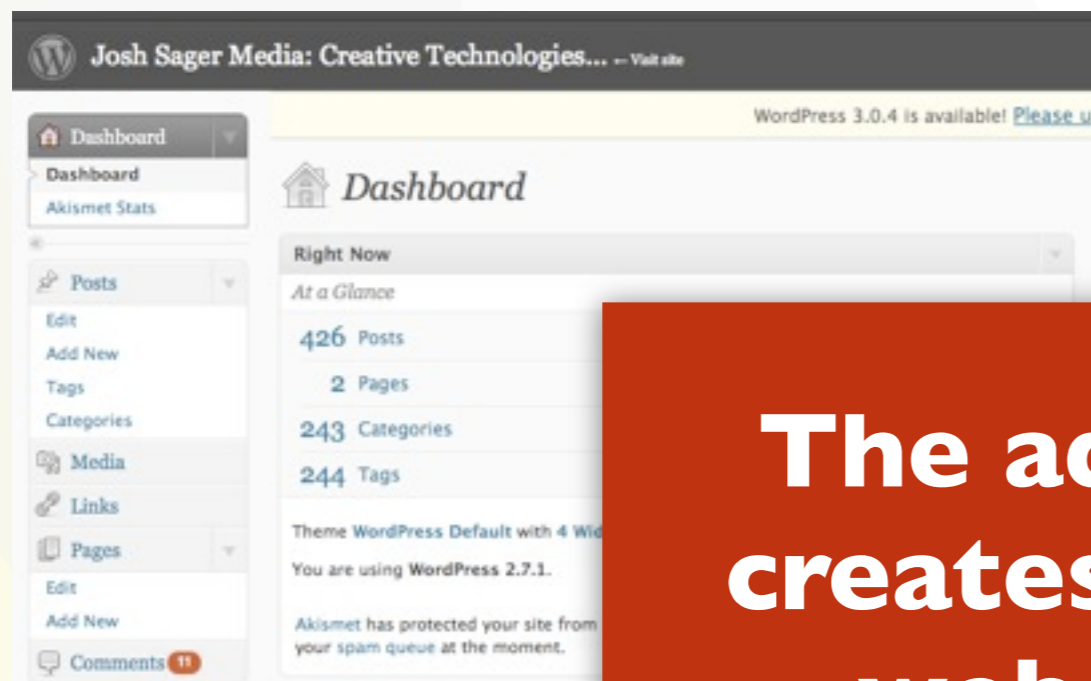 Josh Sager Media: Creative Technologies... ← Visit site
WordPress 3.0.4 is available! Please u
Dashboard
Dashboard
Akismet Stats
Posts
Edit
Add New
Tags
Categories
Media
Links
Pages
Edit
Add New
Comments 11
Dashboard
Right Now
At a Glance
426 Posts
2 Pages
243 Categories
244 Tags
Theme WordPress Default with 4 Wid
You are using WordPress 2.7.1.
Akismet has protected your site from
your spam queue at the moment.
The ad
creates